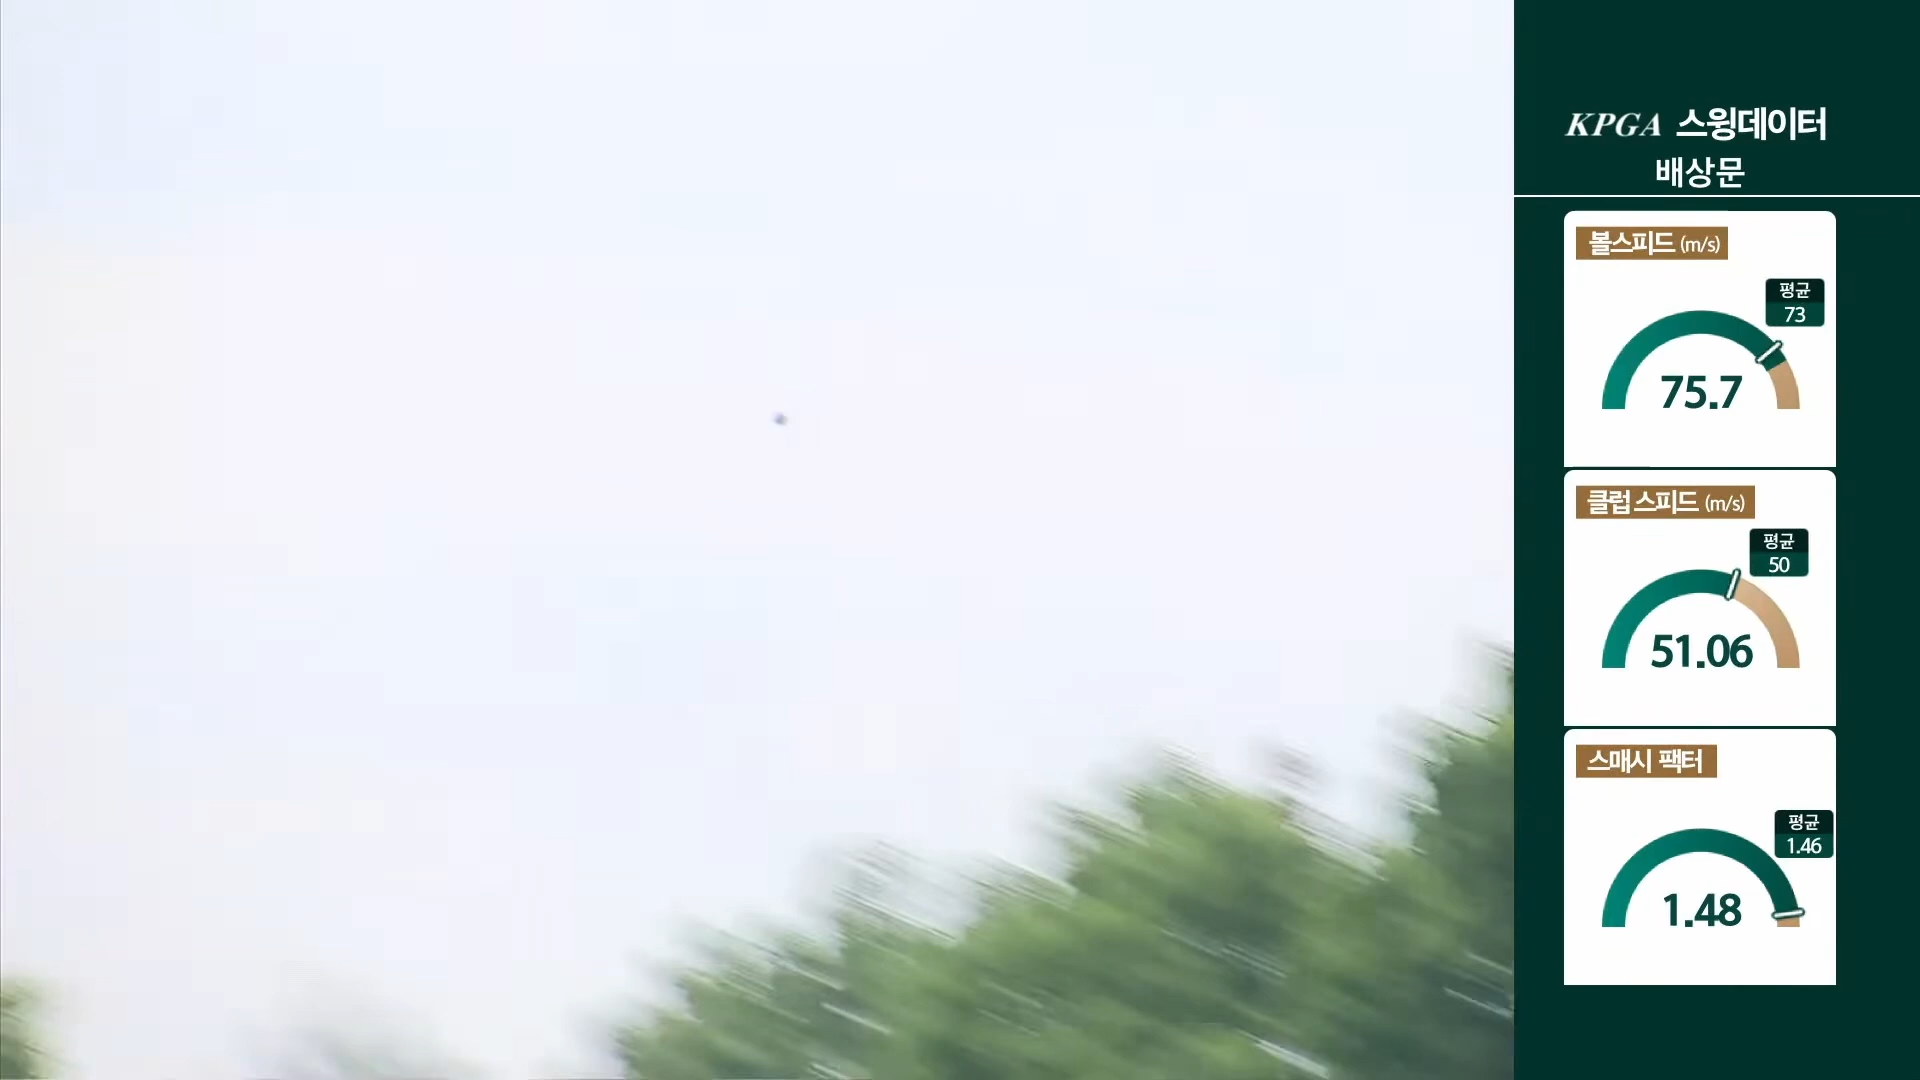 KPGA 스윙데이터
배상문
볼스피드 (m/s)
평균
73
75.7
클럽 스피드 (m/s)
평균
50
51.06
스매시 팩터
평균
1.46
1.48